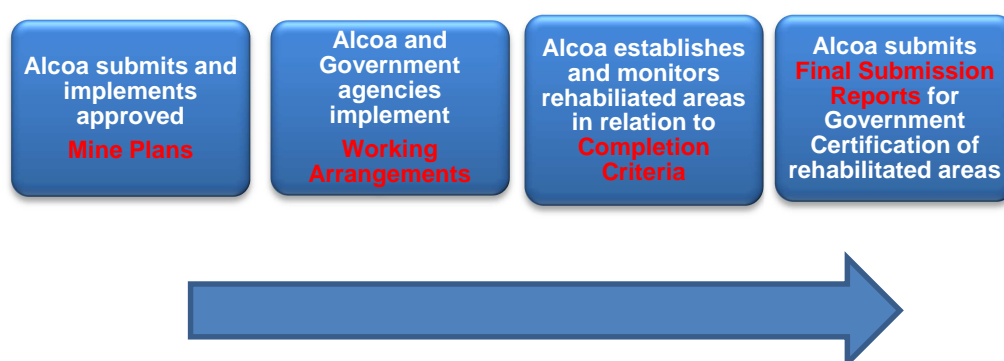 Alcoa submits and
implements
approved
Mine Plans
Alcoa and
Government
agencies
implement
Working
Arrangements
Alcoa establishes
and monitors
rehabiliated areas
in relation to
Completion
Criteria
Alcoa submits
Final Submission
Reports for
Government
Certification of
rehabilitated areas